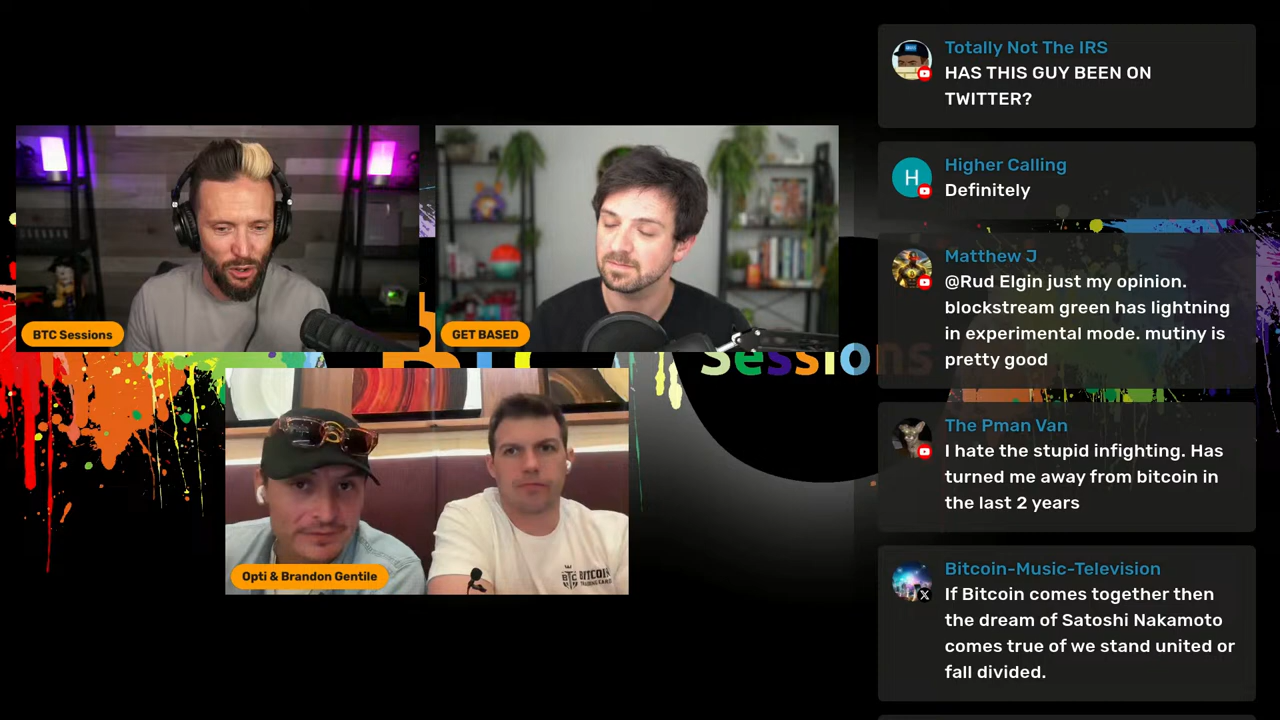 BTC Sessions
GET BASED
Sessions
Opti & Brandon Gentile
BTC BITCOIN
TRADING CARDS
Totally Not The IRS
HAS THIS GUY BEEN ON
TWITTER?
H
Higher Calling
Definitely
Matthew J
@Rud Elgin just my opinion.
blockstream green has lightning
in experimental mode. mutiny is
pretty good
The Pman Van
I hate the stupid infighting. Has
turned me away from bitcoin in
the last 2 years
Bitcoin-Music-Television
If Bitcoin comes together then
the dream of Satoshi Nakamoto
comes true of we stand united or
fall divided.